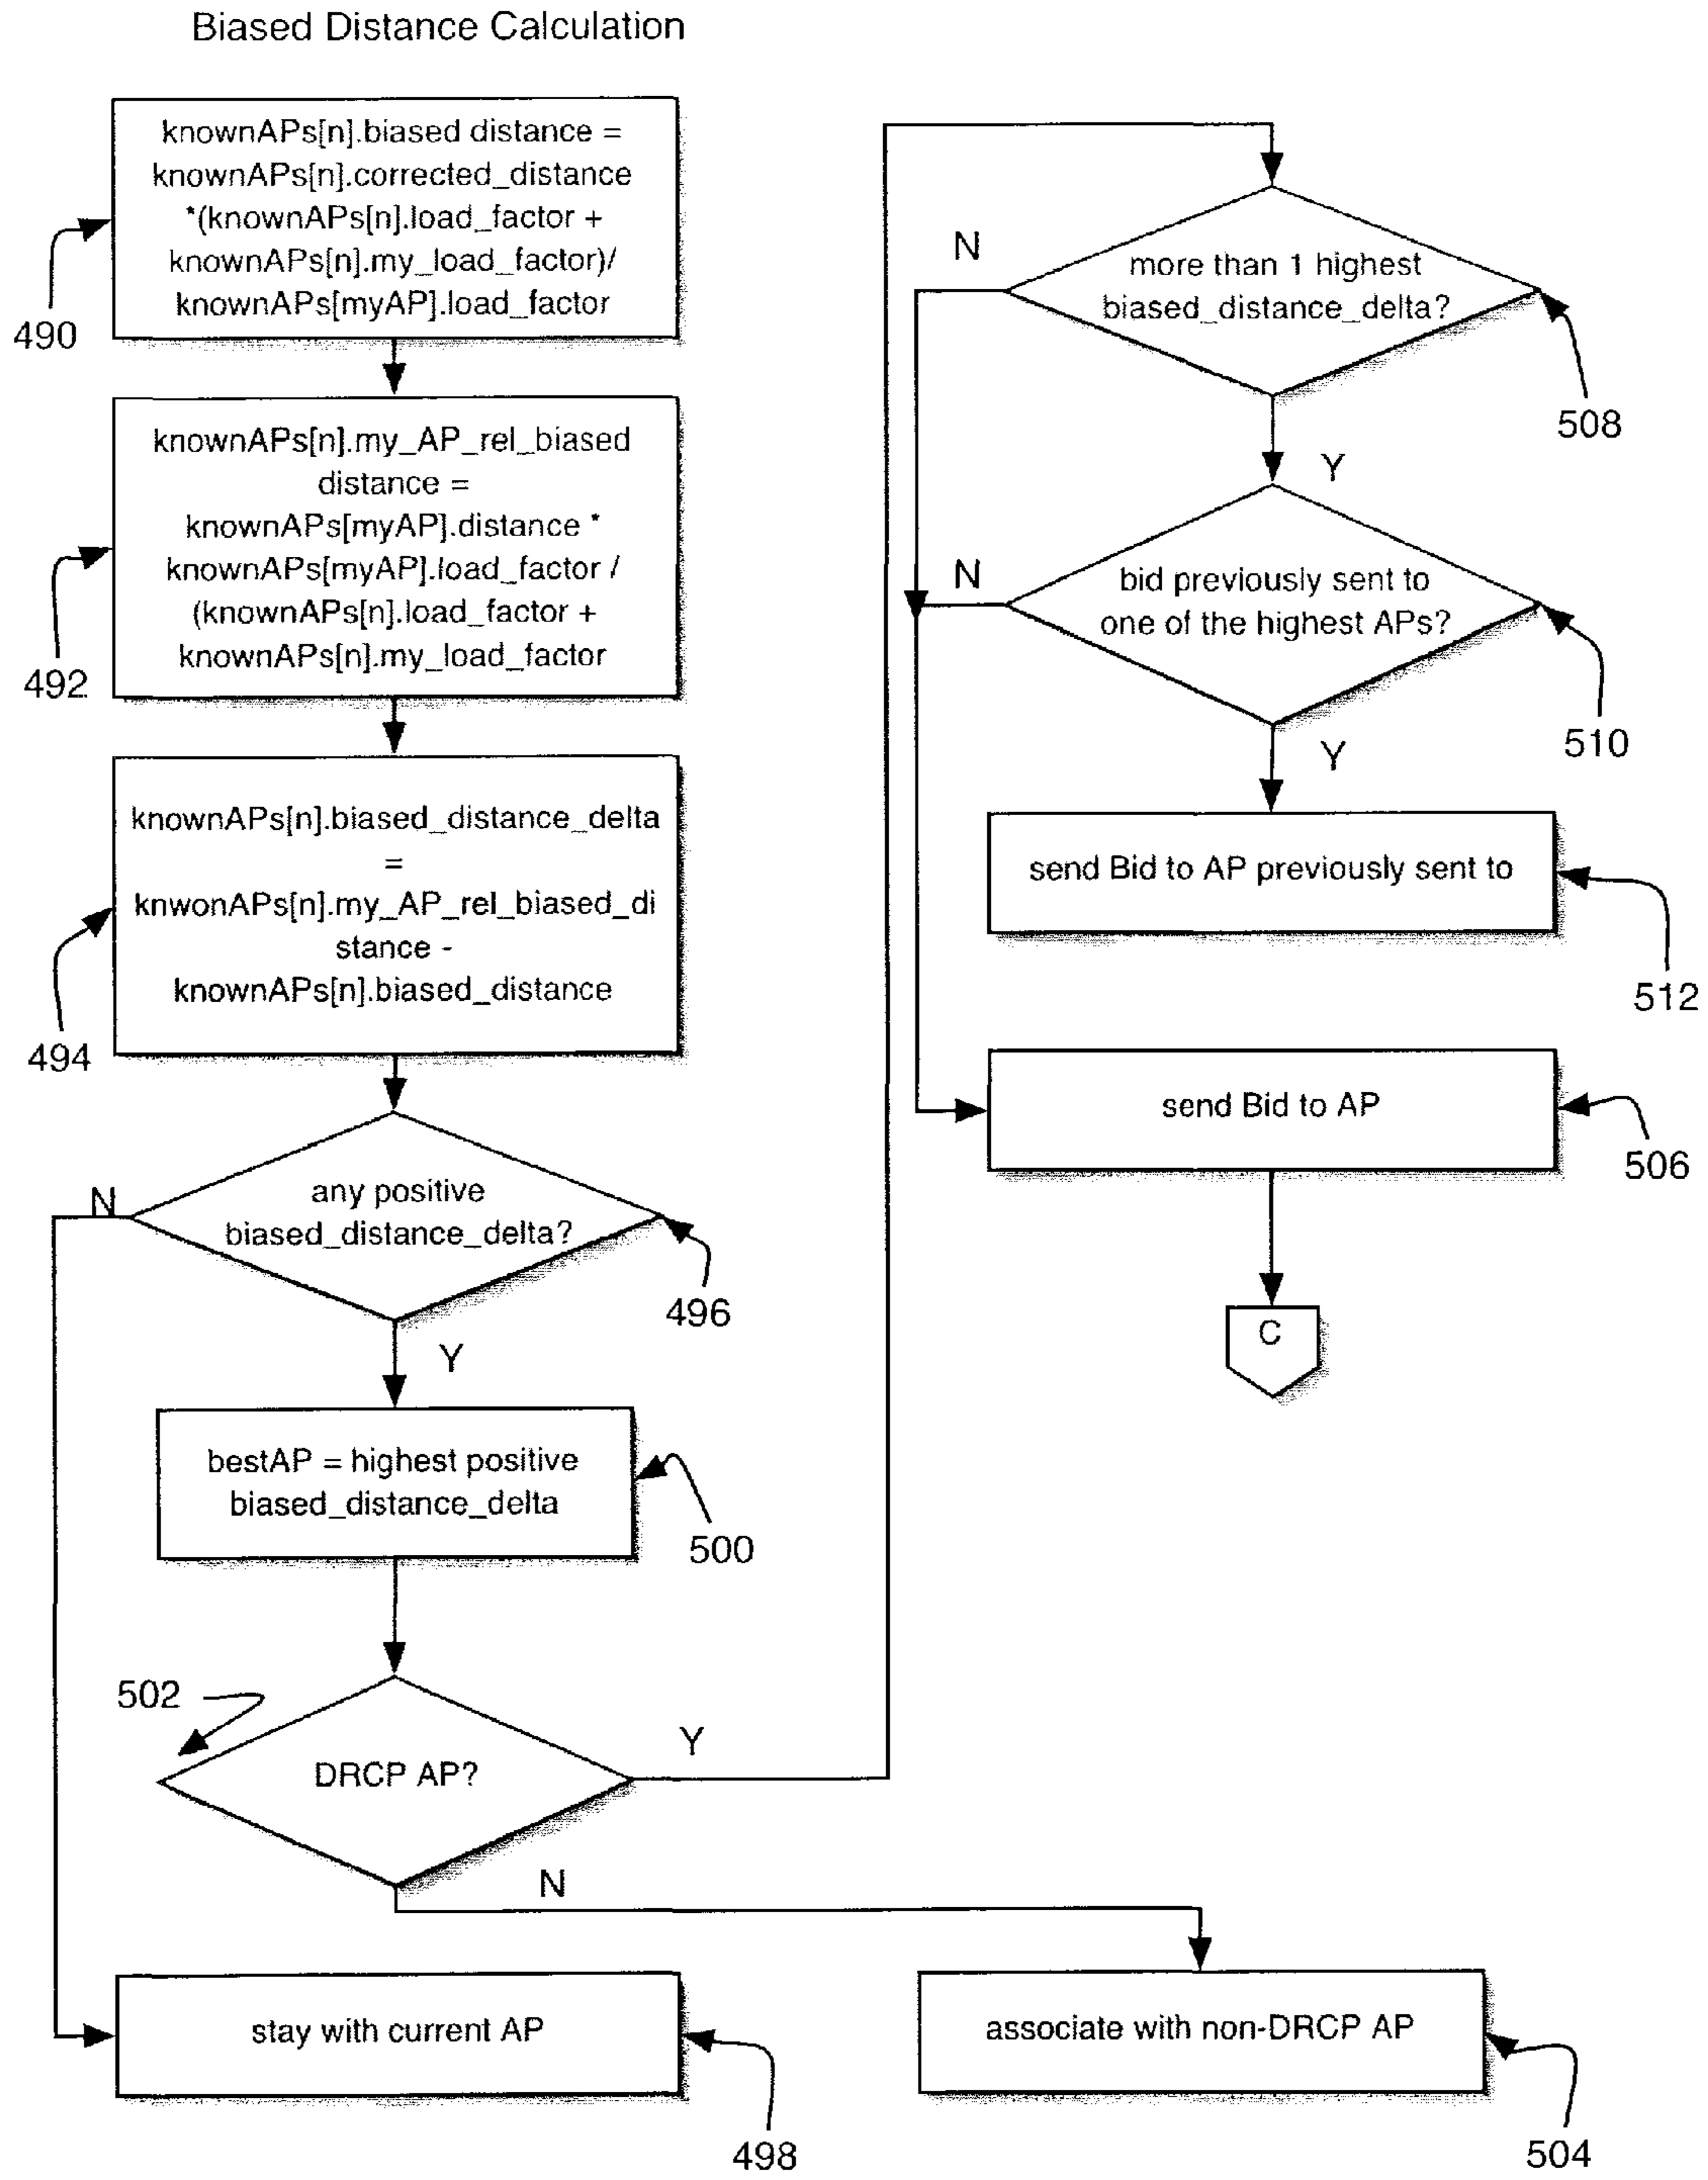 Biased Distance Calculation
knownAPs[n].biased distance =
knownAPs[n].corrected_distance
*(knownAPs[n].load_factor +
knownAPs[n].my_load_factor)/
knownAPs[myAP].load_factor
490
knownAPs[n].my_AP_rel_biased
distance =
knownAPs[myAP].distance *
knownAPs[myAP].load_factor /
(knownAPs[n].load_factor +
knownAPs[n].my_load_factor
492
knownAPs[n].biased_distance_delta
=
knwonAPs[n].my_AP_rel_biased_di
stance -
knownAPs[n].biased_distance
494
N
any positive
biased_distance_delta?
496
Y
bestAP = highest positive
biased_distance_delta
500
502
DRCP AP?
Y
N
stay with current AP
498
associate with non-DRCP AP
504
N
more than 1 highest
biased_distance_delta?
508
Y
N
bid previously sent to
one of the highest APs?
510
Y
send Bid to AP previously sent to
512
send Bid to AP
506
C